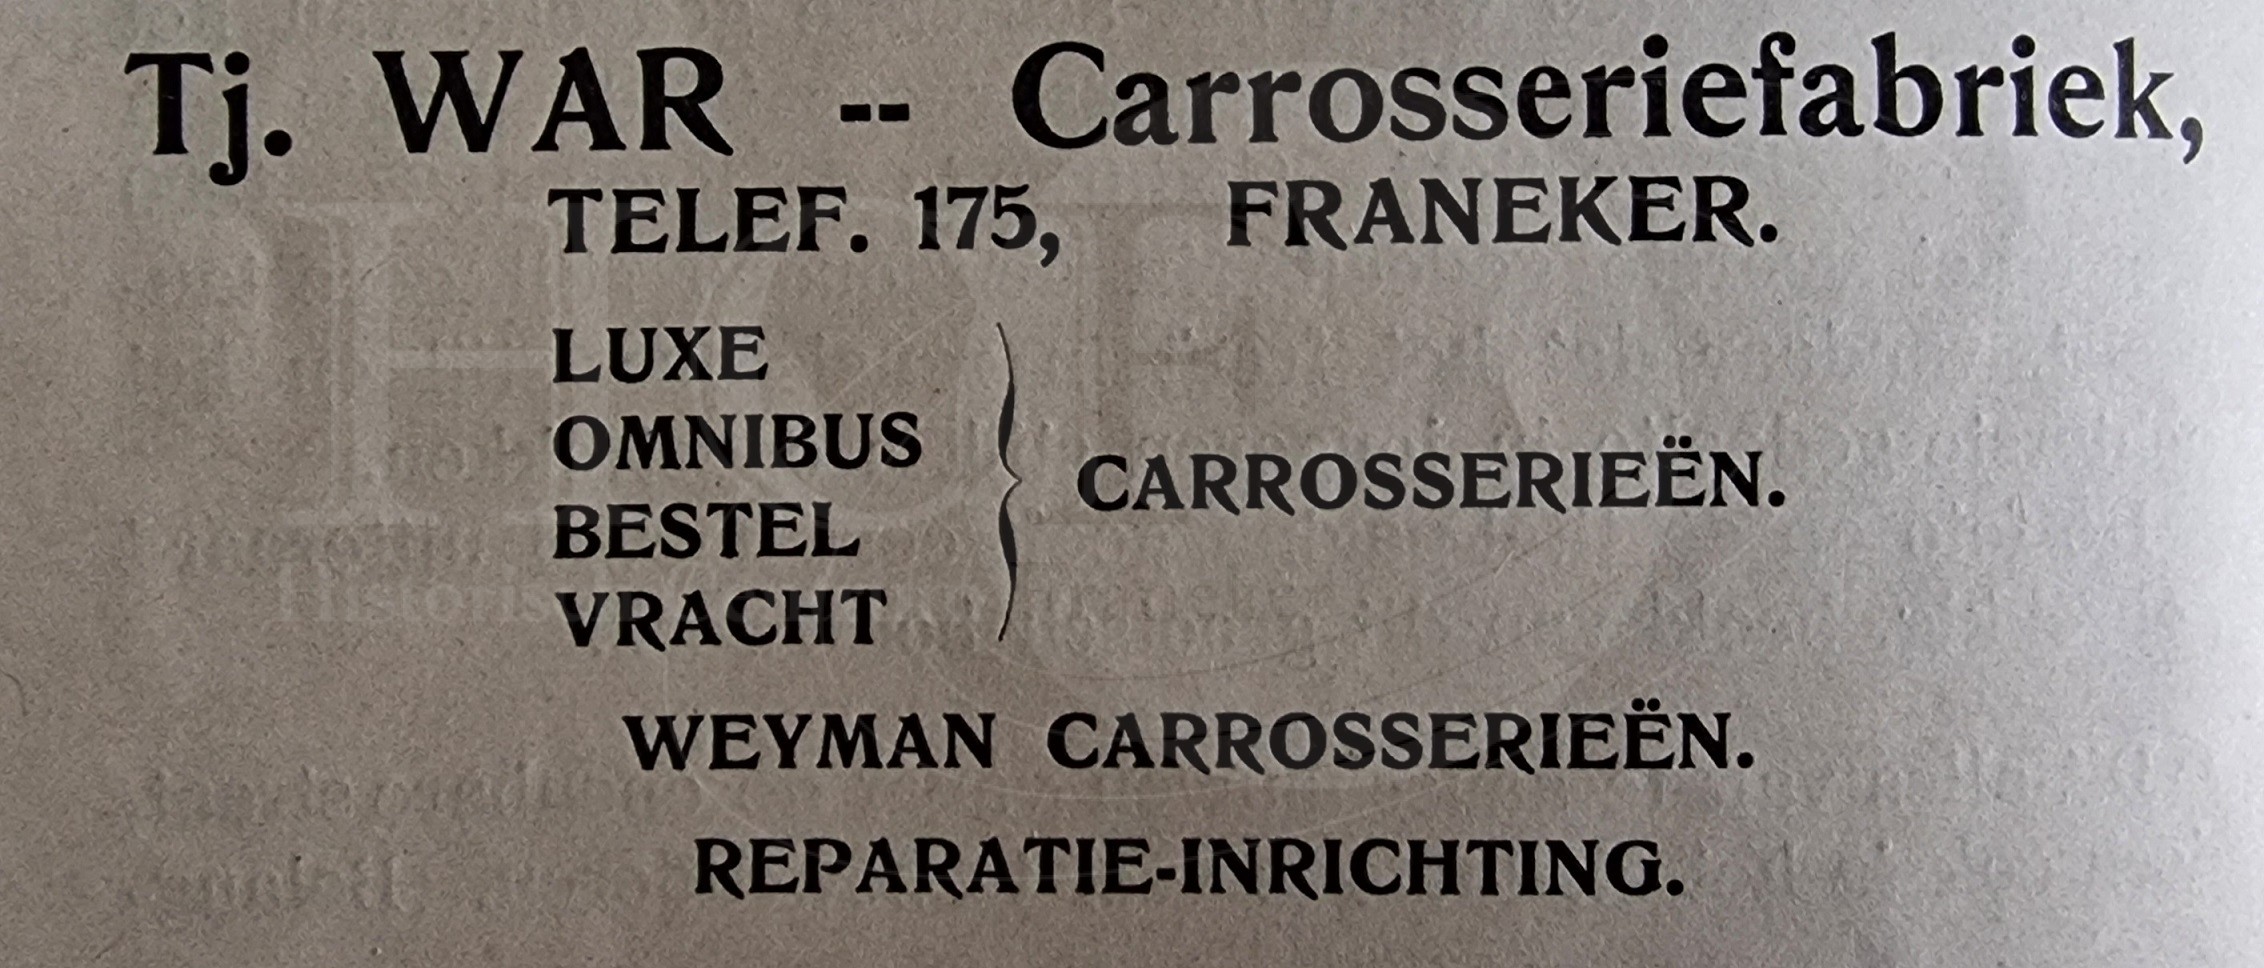 Tj. WAR -- Carrosseriefabriek,
TELEF. 175, FRANEKER.
LUXE
OMNIBUS
BESTEL
VRACHT
CARROSSERIEËN.
WEYMAN CARROSSERIEËN.
REPARATIE-INRICHTING.